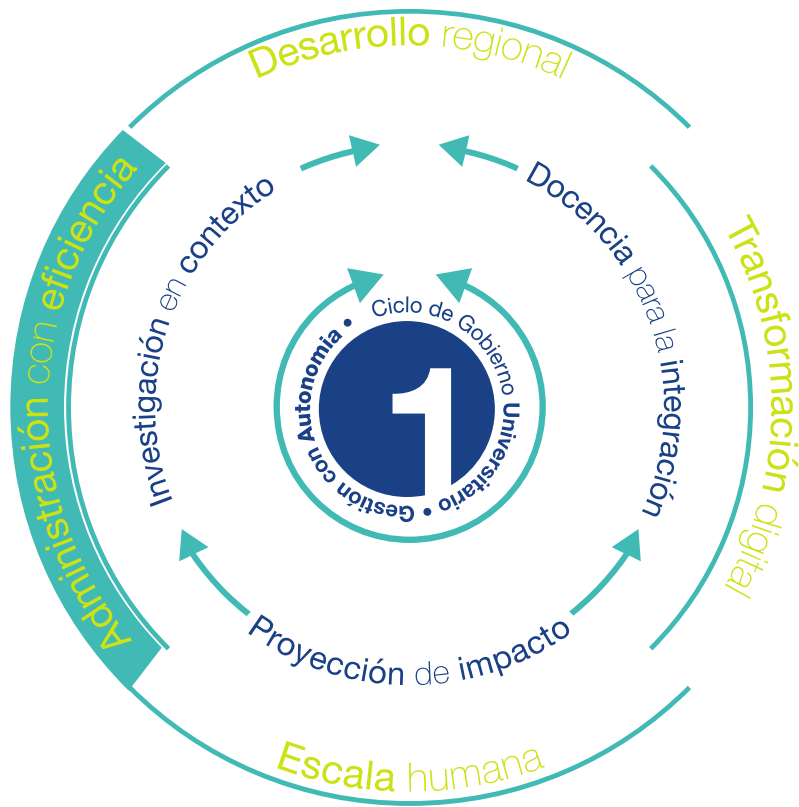 Desarrollo regional
Transformación digital
Escala humana
Administración con eficiencia
Investigación en contexto
Docencia para la integración
Proyección de impacto
Ciclo de Gobierno Universitario • Gestión con Autonomia •
1